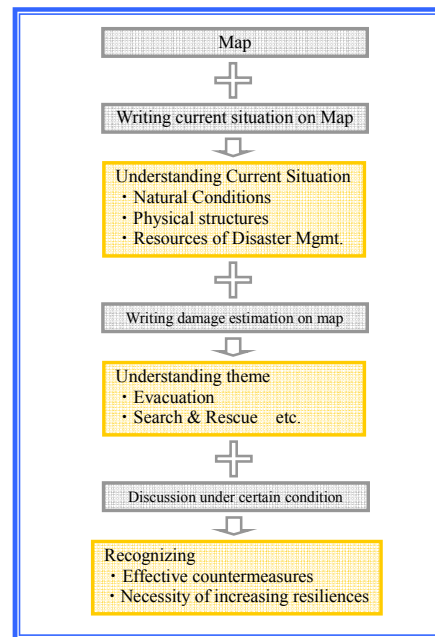 Map
Writing current situation on Map
Understanding Current Situation
・Natural Conditions
・Physical structures
・Resources of Disaster Mgmt.
Writing damage estimation on map
Understanding theme
・Evacuation
・Search & Rescue etc.
Discussion under certain condition
Recognizing
・Effective countermeasures
・Necessity of increasing resiliences